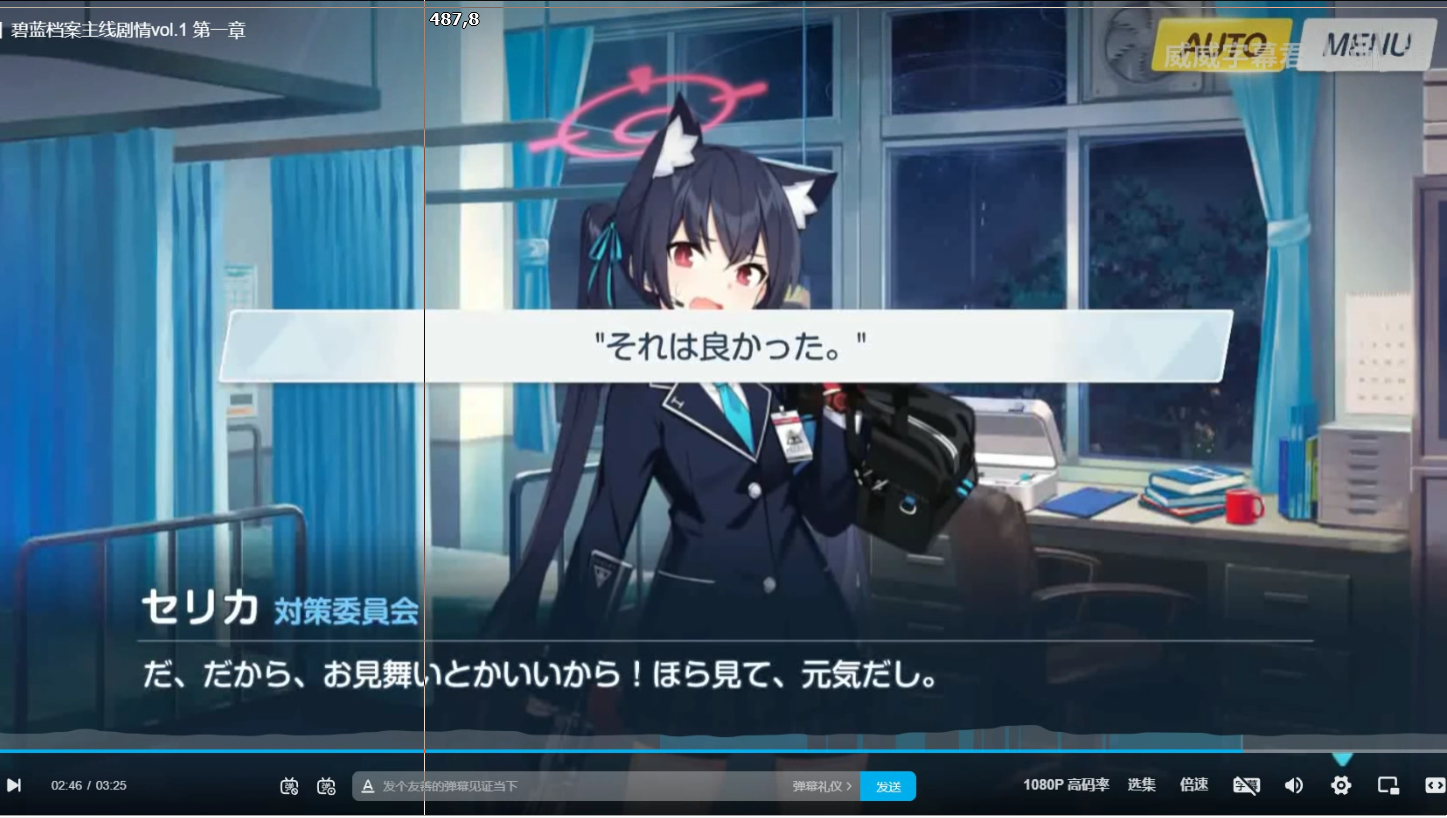 碧蓝档案主线剧情vol.1 第一章
487,8
AUTO
MENU
威威字幕君
"それは良かった。"
セリカ 対策委員会
だ、だから、お見舞いとかいいから！ほら見て、元気だし。
02:46 / 03:25
发个友善的弹幕见证当下
弹幕礼仪 >
发送
1080P 高码率
选集
倍速